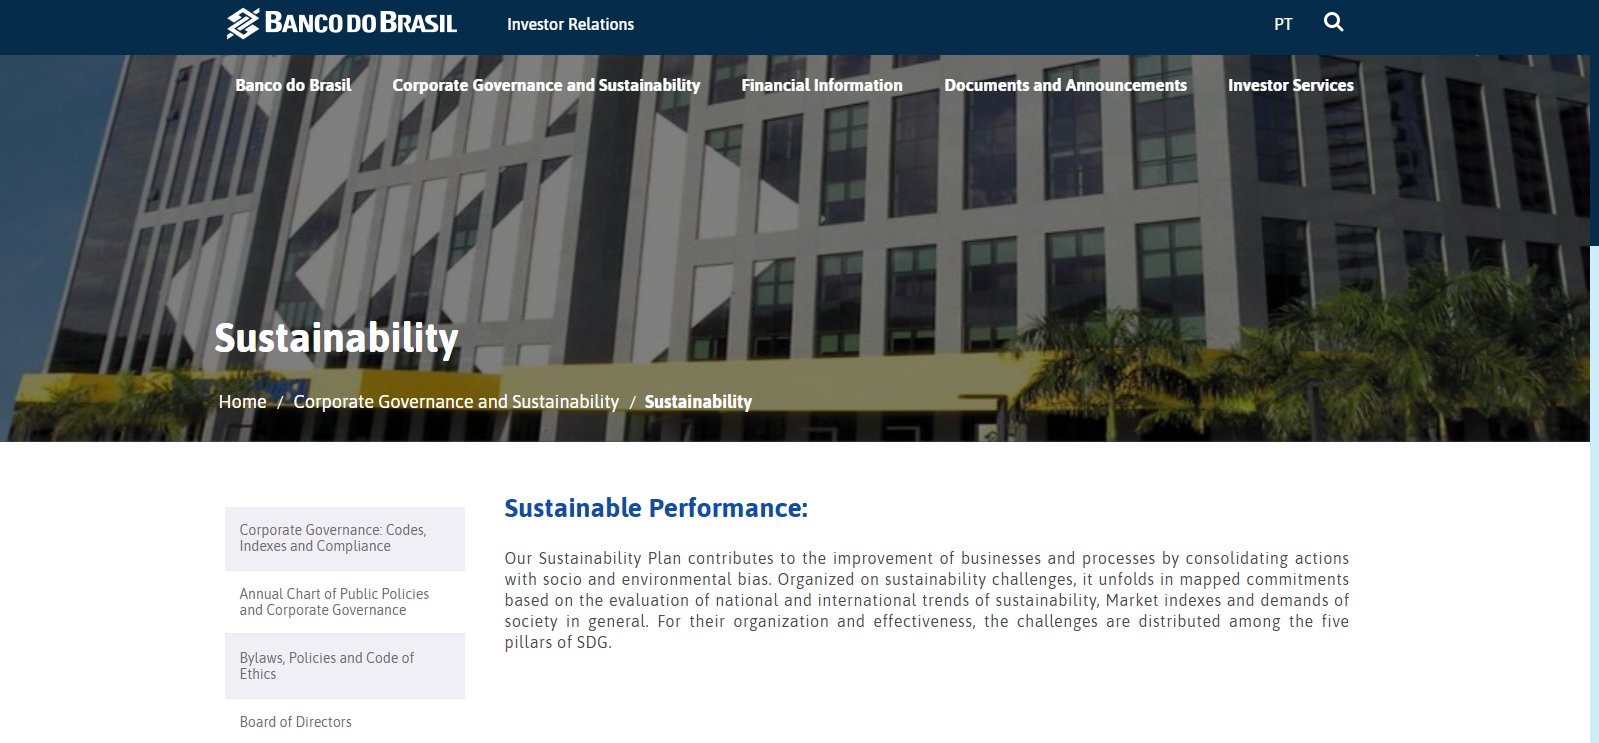 BANCO DO BRASIL
Investor Relations
PT
Banco do Brasil
Corporate Governance and Sustainability
Financial Information
Documents and Announcements
Investor Services
Sustainability
Home / Corporate Governance and Sustainability / Sustainability
Corporate Governance: Codes,
Indexes and Compliance
Annual Chart of Public Policies
and Corporate Governance
Bylaws, Policies and Code of
Ethics
Board of Directors
Sustainable Performance:
Our Sustainability Plan contributes to the improvement of businesses and processes by consolidating actions
with socio and environmental bias. Organized on sustainability challenges, it unfolds in mapped commitments
based on the evaluation of national and international trends of sustainability, Market indexes and demands of
society in general. For their organization and effectiveness, the challenges are distributed among the five
pillars of SDG.